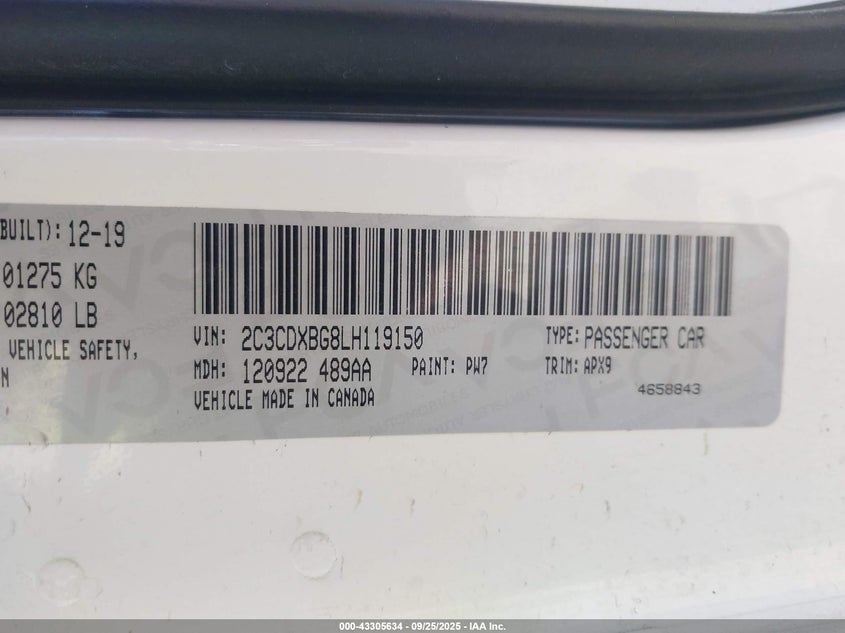 BUILT): 12-19
01275 KG
02810 LB
VEHICLE SAFETY,
N
VIN: 2C3CDXBG8LH119150 TYPE: PASSENGER CAR
MDH: 120922 489AA PAINT: PW7 TRIM: APX9
VEHICLE MADE IN CANADA 4658843
000-43305634 - 09/25/2025 - IAA Inc.